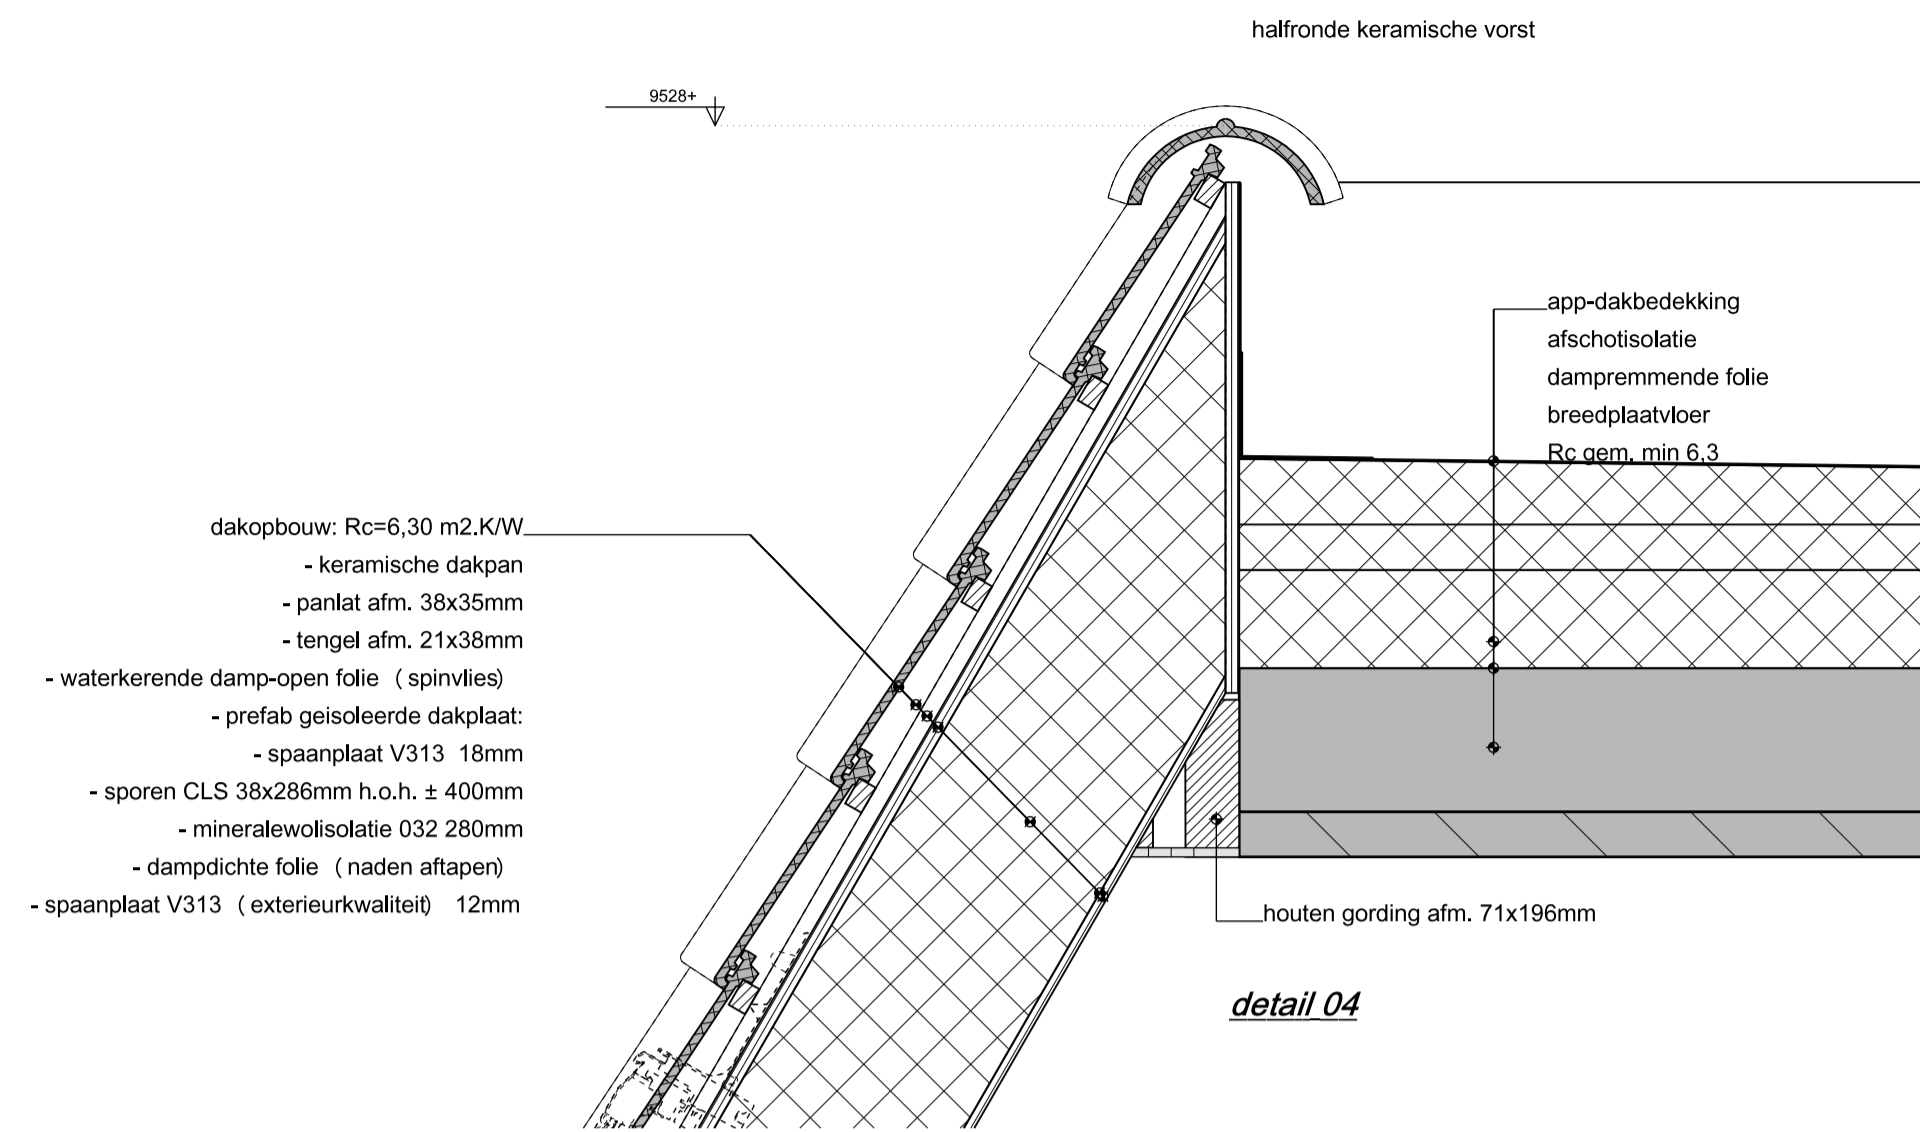 halfronde keramische vorst
9528+
app-dakbedekking
afschotisolatie
dampremmende folie
breedplaatvloer
Rc gem. min 6,3
dakopbouw: Rc=6,30 m2.K/W
- keramische dakpan
- panlat afm. 38x35mm
- tengel afm. 21x38mm
- waterkerende damp-open folie (spinvlies)
- prefab geisoleerde dakplaat:
- spaanplaat V313 18mm
- sporen CLS 38x286mm h.o.h. ± 400mm
- mineralewolisolatie 032 280mm
- dampdichte folie (naden aftapen)
- spaanplaat V313 (exterieurkwaliteit) 12mm
houten gording afm. 71x196mm
detail 04